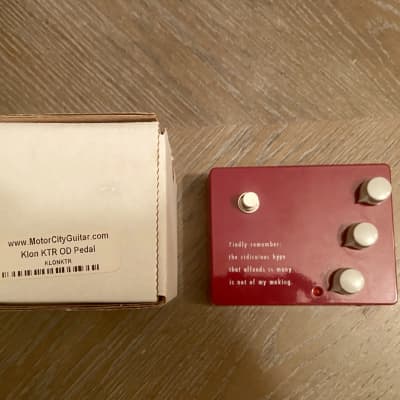 www.MotorCityGuitar.com
Klon KTR OD Pedal
KLONKTR
Kindly remember:
the ridiculous hype
that offends so many
is not of my making.